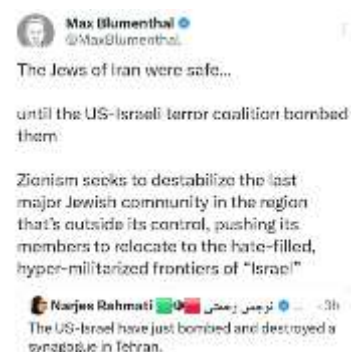 Max Blumenthal
@MaxBlumenthal
The Jews of Iran were safe...
until the US-Israeli terror coalition bombed
them
Zionism seeks to destabilize the last
major Jewish community in the region
that's outside its control, pushing its
members to relocate to the hate-filled,
hyper-militarized frontiers of "Israel"
Narjes Rahmati نرجس رحمتی ... · 3h
The US-Israel have just bombed and destroyed a
synagogue in Tehran.